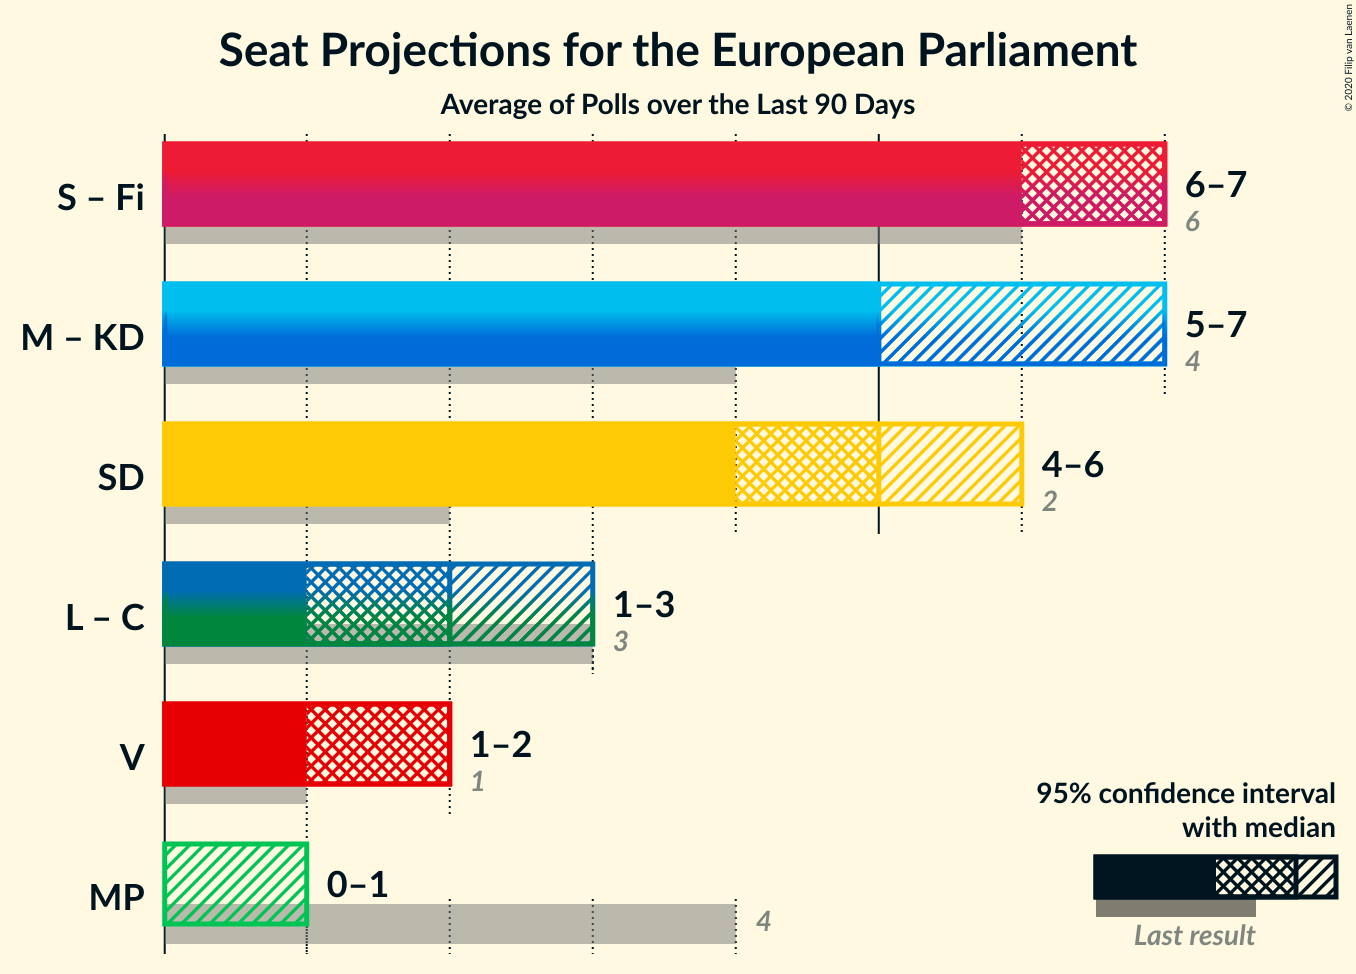 Seat Projections for the European Parliament
Average of Polls over the Last 90 Days
© 2020 Filip van Laenen
S – Fi
6–7
6
M – KD
5–7
4
SD
4–6
2
L – C
1–3
3
V
1–2
1
MP
0–1
4
95% confidence interval
with median
Last result